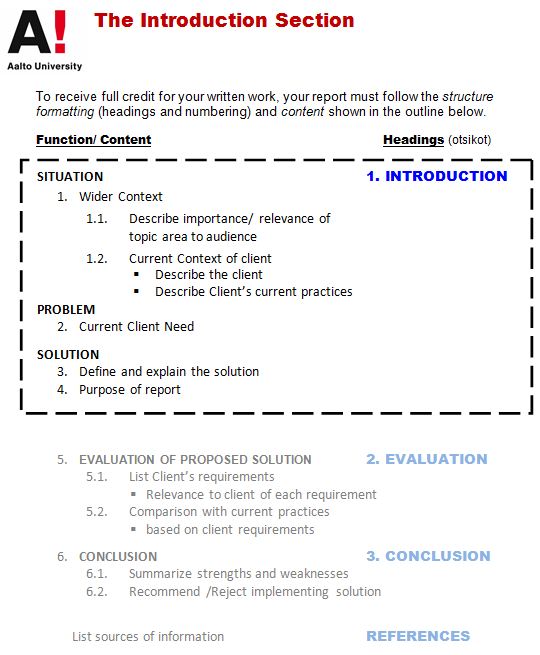 A!
Aalto University
The Introduction Section
To receive full credit for your written work, your report must follow the structure
formatting (headings and numbering) and content shown in the outline below.
Function/ Content Headings (otsikot)
SITUATION 1. INTRODUCTION
1. Wider Context
1.1. Describe importance/ relevance of
topic area to audience
1.2. Current Context of client
▪ Describe the client
▪ Describe Client's current practices
PROBLEM
2. Current Client Need
SOLUTION
3. Define and explain the solution
4. Purpose of report
5. EVALUATION OF PROPOSED SOLUTION 2. EVALUATION
5.1. List Client's requirements
▪ Relevance to client of each requirement
5.2. Comparison with current practices
▪ based on client requirements
6. CONCLUSION 3. CONCLUSION
6.1. Summarize strengths and weaknesses
6.2. Recommend /Reject implementing solution
List sources of information REFERENCES